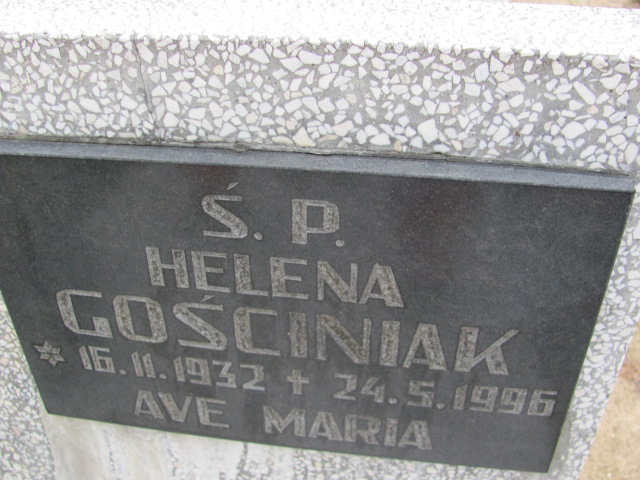 Ś. P.
HELENA
GOŚCINIAK
* 16.11.1932 + 24.5.1996
AVE MARIA